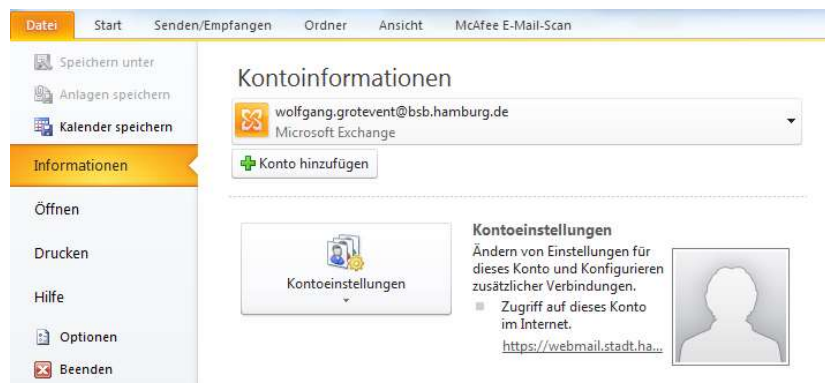 Datei Start Senden/Empfangen Ordner Ansicht McAfee E-Mail-Scan
Speichern unter
Anlagen speichern
Kalender speichern
Informationen
Öffnen
Drucken
Hilfe
Optionen
Beenden
Kontoinformationen
wolfgang.grotevent@bsb.hamburg.de
Microsoft Exchange
Konto hinzufügen
Kontoeinstellungen
Kontoeinstellungen
Ändern von Einstellungen für
dieses Konto und Konfigurieren
zusätzlicher Verbindungen.
Zugriff auf dieses Konto
im Internet.
https://webmail.stadt.ha...